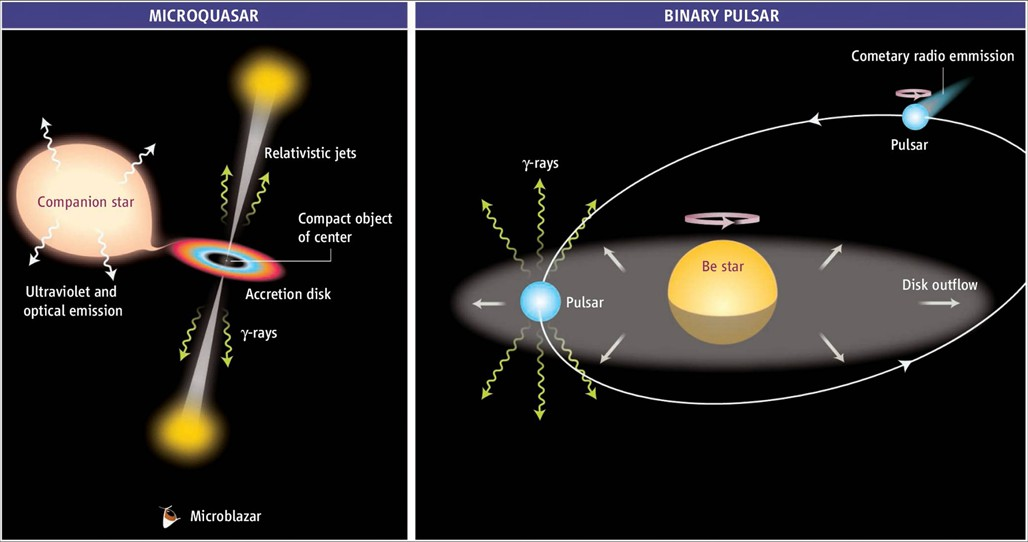 MICROQUASAR
Relativistic jets
Companion star
Compact object
of center
Ultraviolet and
optical emission
Accretion disk
γ-rays
Microblazar
BINARY PULSAR
Cometary radio emmission
Pulsar
γ-rays
Be star
Disk outflow
Pulsar